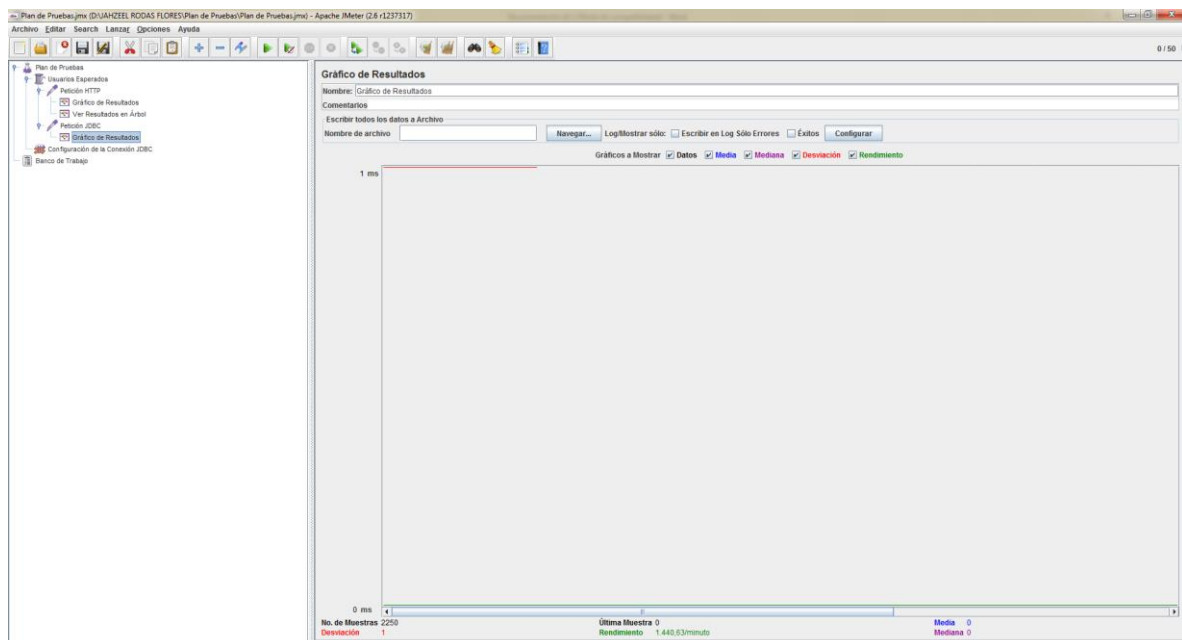 Plan de Pruebas.jmx (D:\JAHZEEL RODAS FLORES\Plan de Pruebas\Plan de Pruebas.jmx) - Apache JMeter (2.6 r1237317)
Archivo Editar Search Lanzar Opciones Ayuda
0 / 50
Plan de Pruebas
Usuarios Esperados
Petición HTTP
Gráfico de Resultados
Ver Resultados en Árbol
Petición JDBC
Gráfico de Resultados
Configuración de la Conexión JDBC
Banco de Trabajo
Gráfico de Resultados
Nombre: Gráfico de Resultados
Comentarios
Escribir todos los datos a Archivo
Nombre de archivo Navegar... Log/Mostrar sólo: Escribir en Log Sólo Errores Éxitos Configurar
Gráficos a Mostrar Datos Media Mediana Desviación Rendimiento
1 ms
0 ms
No. de Muestras 2250 Última Muestra 0 Media 0
Desviación 1 Rendimiento 1.440,63/minuto Mediana 0